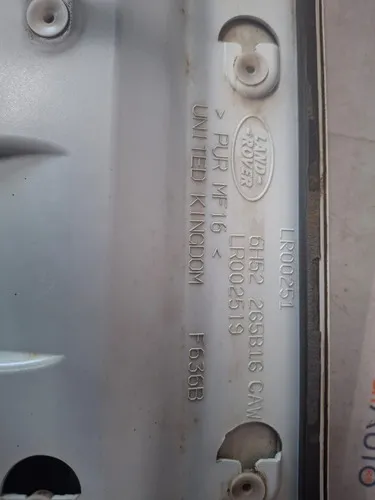 LR00251
6H52 265B16 CAW
LR002519
LAND-
ROVER
> PUR MF16 <
UNITED KINGDOM F636B